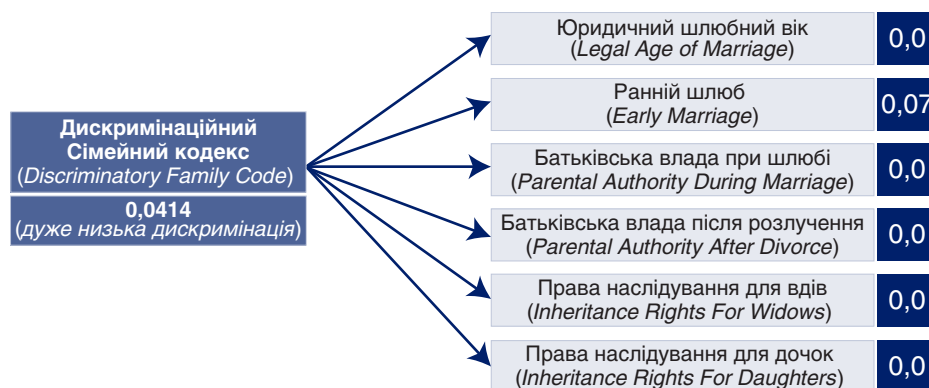 Дискримінаційний
Сімейний кодекс
(Discriminatory Family Code)
0,0414
(дуже низька дискримінація)
Юридичний шлюбний вік
(Legal Age of Marriage)
0,0
Ранній шлюб
(Early Marriage)
0,07
Батьківська влада при шлюбі
(Parental Authority During Marriage)
0,0
Батьківська влада після розлучення
(Parental Authority After Divorce)
0,0
Права наслідування для вдів
(Inheritance Rights For Widows)
0,0
Права наслідування для дочок
(Inheritance Rights For Daughters)
0,0